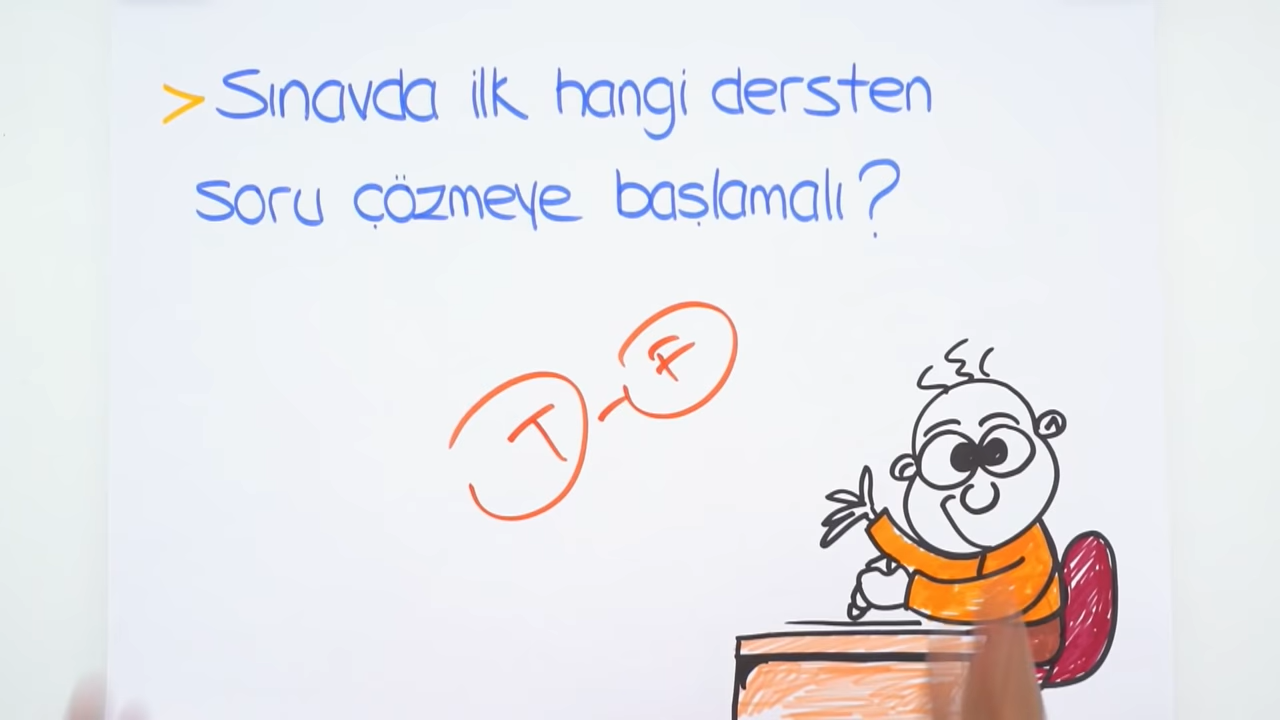 > Sınavda ilk hangi dersten
soru çözmeye başlamalı?
T - F